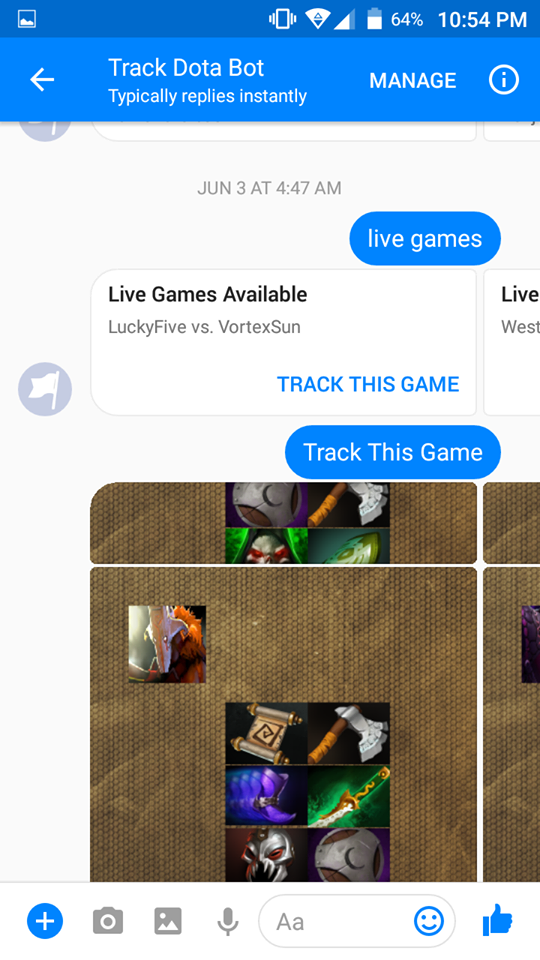 64% 10:54 PM
Track Dota Bot
Typically replies instantly
MANAGE
JUN 3 AT 4:47 AM
live games
Live Games Available
LuckyFive vs. VortexSun
TRACK THIS GAME
Live
West
Track This Game
Aa